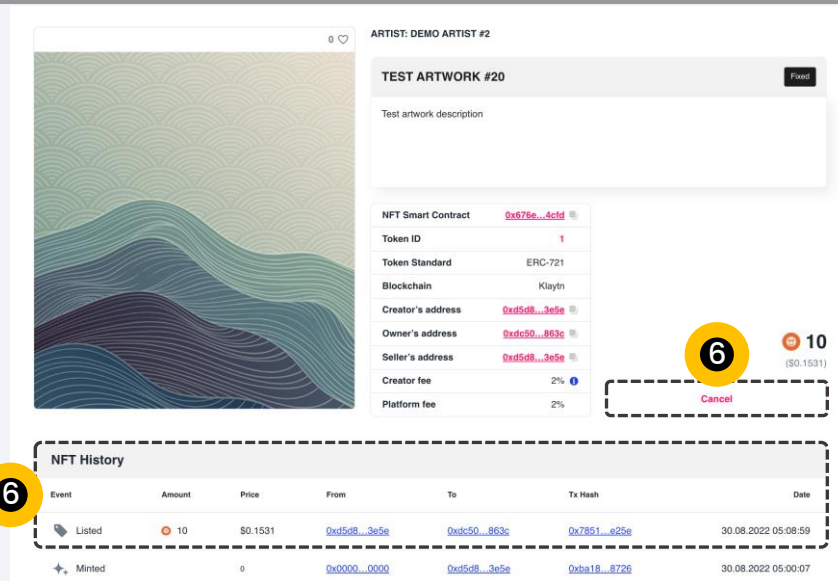 0
ARTIST: DEMO ARTIST #2
TEST ARTWORK #20 Fixed
Test artwork description
NFT Smart Contract 0x676e...4cfd
Token ID 1
Token Standard ERC-721
Blockchain Klaytn
Creator's address 0xd5d8...3e5e
Owner's address 0xdc50...863c
Seller's address 0xd5d8...3e5e
Creator fee 2%
Platform fee 2%
10
($0.1531)
6
Cancel
6
NFT History
Event Amount Price From To Tx Hash Date
Listed 10 $0.1531 0xd5d8...3e5e 0xdc50...863c 0x7851...e25e 30.08.2022 05:08:59
Minted 0 0x0000...0000 0xd5d8...3e5e 0xba18...8726 30.08.2022 05:00:07